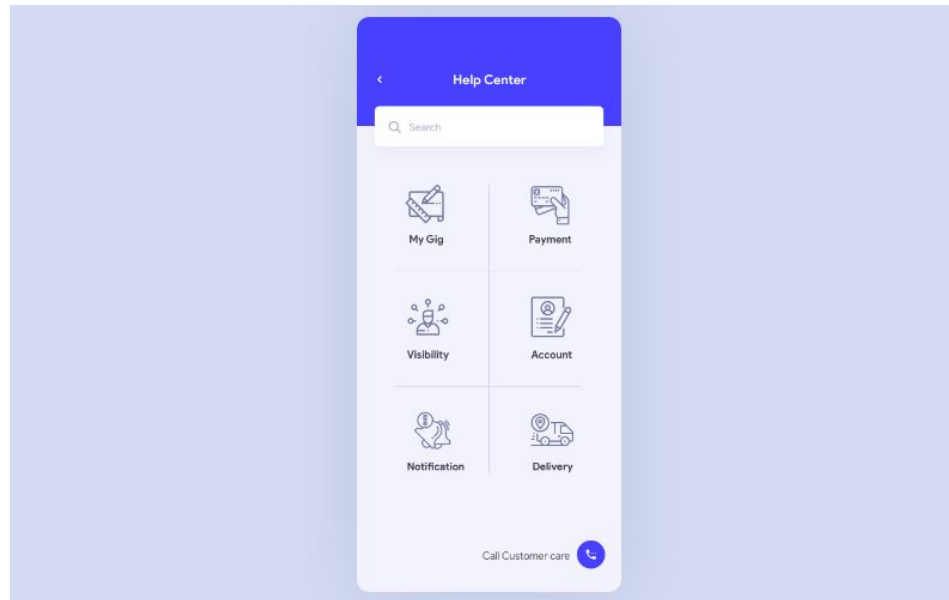 Help Center
Search
My Gig
Payment
Visibility
Account
Notification
Delivery
Call Customer care